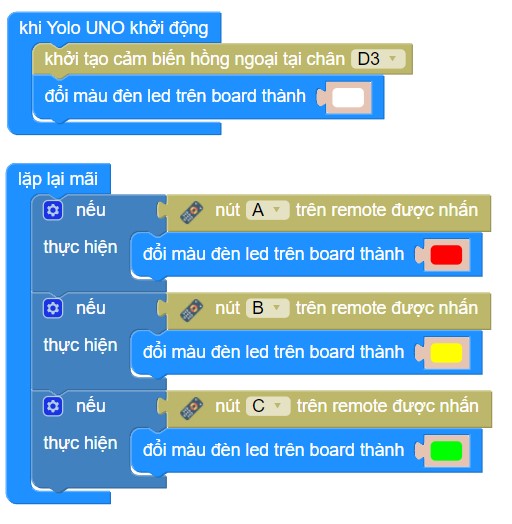 khi Yolo UNO khởi động
khởi tạo cảm biến hồng ngoại tại chân D3
đổi màu đèn led trên board thành
lặp lại mãi
nếu nút A trên remote được nhấn
thực hiện đổi màu đèn led trên board thành
nếu nút B trên remote được nhấn
thực hiện đổi màu đèn led trên board thành
nếu nút C trên remote được nhấn
thực hiện đổi màu đèn led trên board thành